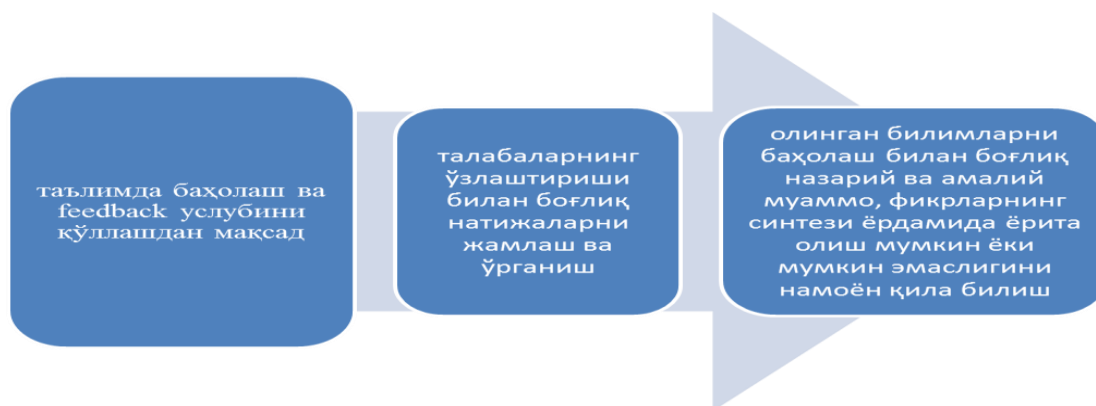 таълимда баҳолаш ва
feedback услубини
қўллашдан мақсад
талабаларнинг
ўзлаштириши
билан боғлиқ
натижаларни
жамлаш ва
ўрганиш
олинган билимларни
баҳолаш билан боғлиқ
назарий ва амалий
муаммо, фикрларнинг
синтези ёрдамида ёрита
олиш мумкин ёки
мумкин эмаслигини
намоён қила билиш